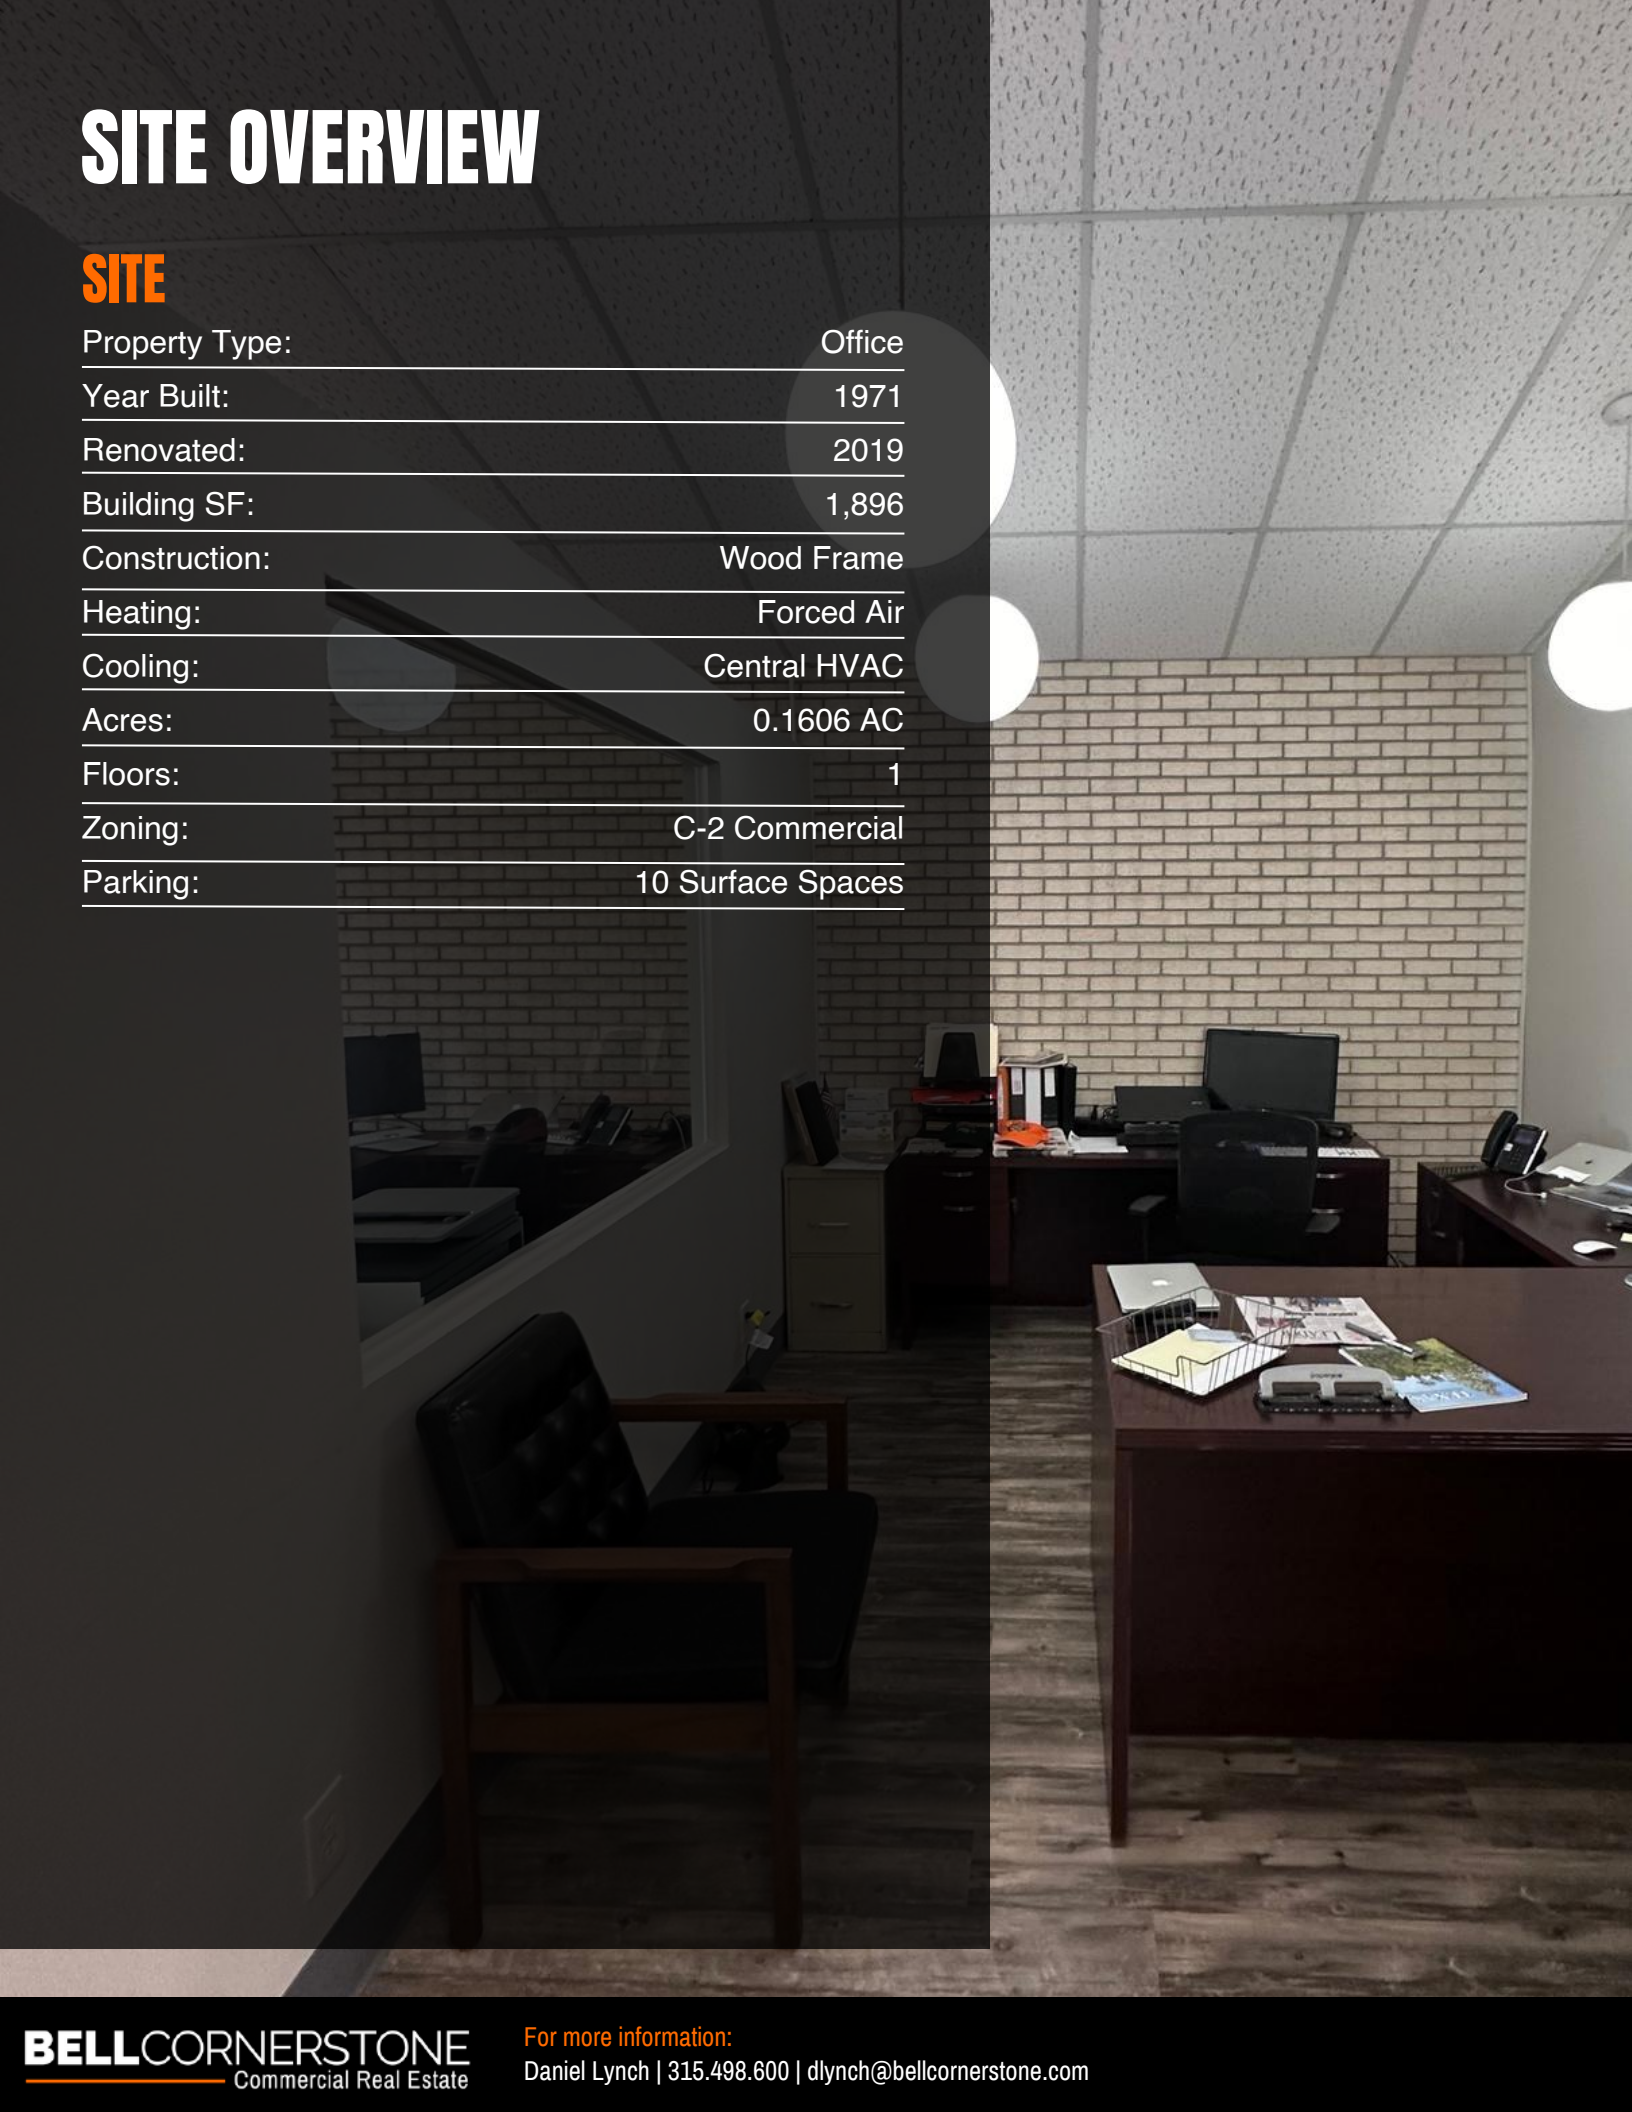 SITE OVERVIEW
SITE
Property Type: Office
Year Built: 1971
Renovated: 2019
Building SF: 1,896
Construction: Wood Frame
Heating: Forced Air
Cooling: Central HVAC
Acres: 0.1606 AC
Floors: 1
Zoning: C-2 Commercial
Parking: 10 Surface Spaces
BELLCORNERSTONE
Commercial Real Estate
For more information:
Daniel Lynch | 315.498.600 | dlynch@bellcornerstone.com